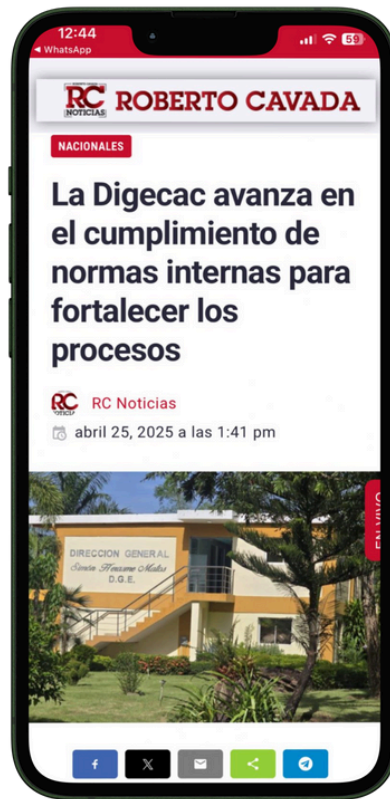 12:44
WhatsApp
59
RC
NOTICIAS
ROBERTO CAVADA
NACIONALES
La Digecac avanza en
el cumplimiento de
normas internas para
fortalecer los
procesos
RC
RC Noticias
abril 25, 2025 a las 1:41 pm
EN VIVO
DIRECCION GENERAL
D.G.E.